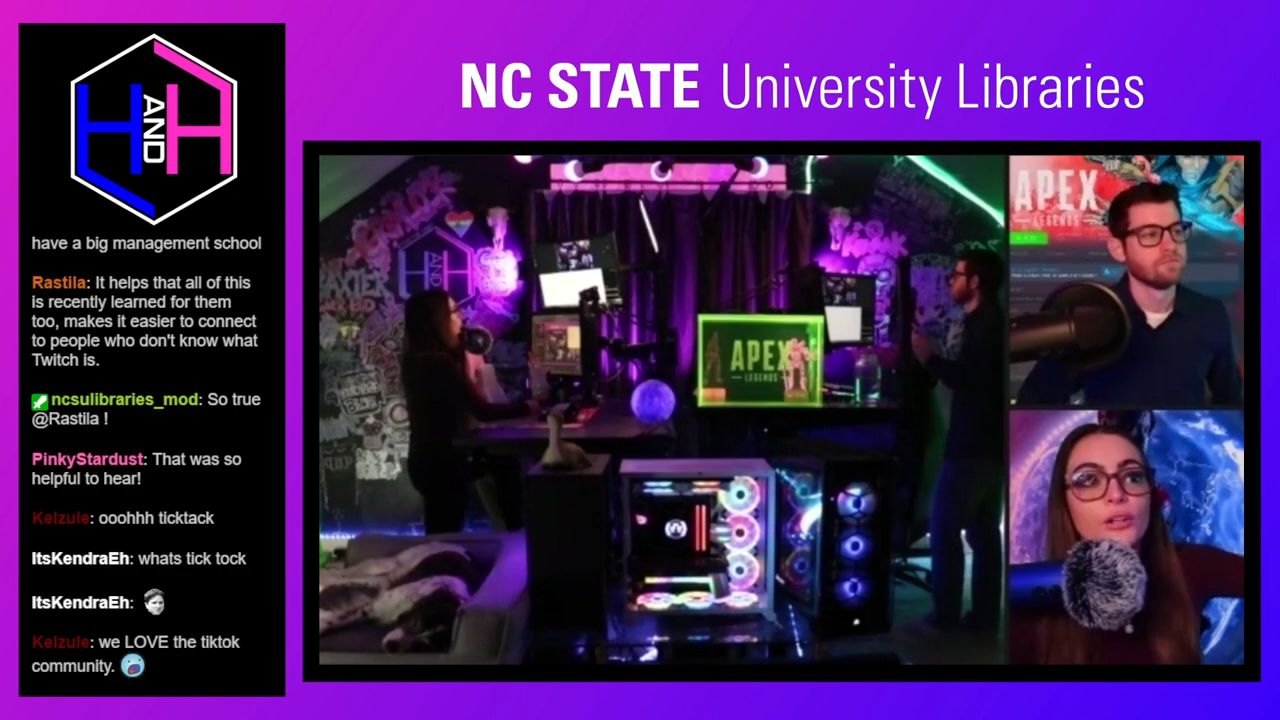 H AND H
have a big management school
Rastila: It helps that all of this
is recently learned for them
too, makes it easier to connect
to people who don't know what
Twitch is.
ncsulibraries_mod: So true
@Rastila !
PinkyStardust: That was so
helpful to hear!
Kelzule: ooohhh ticktack
ItsKendraEh: whats tick tock
ItsKendraEh:
Kelzule: we LOVE the tiktok
community.
NC STATE University Libraries
H AND H
APEX
LEGENDS
APEX
LEGENDS